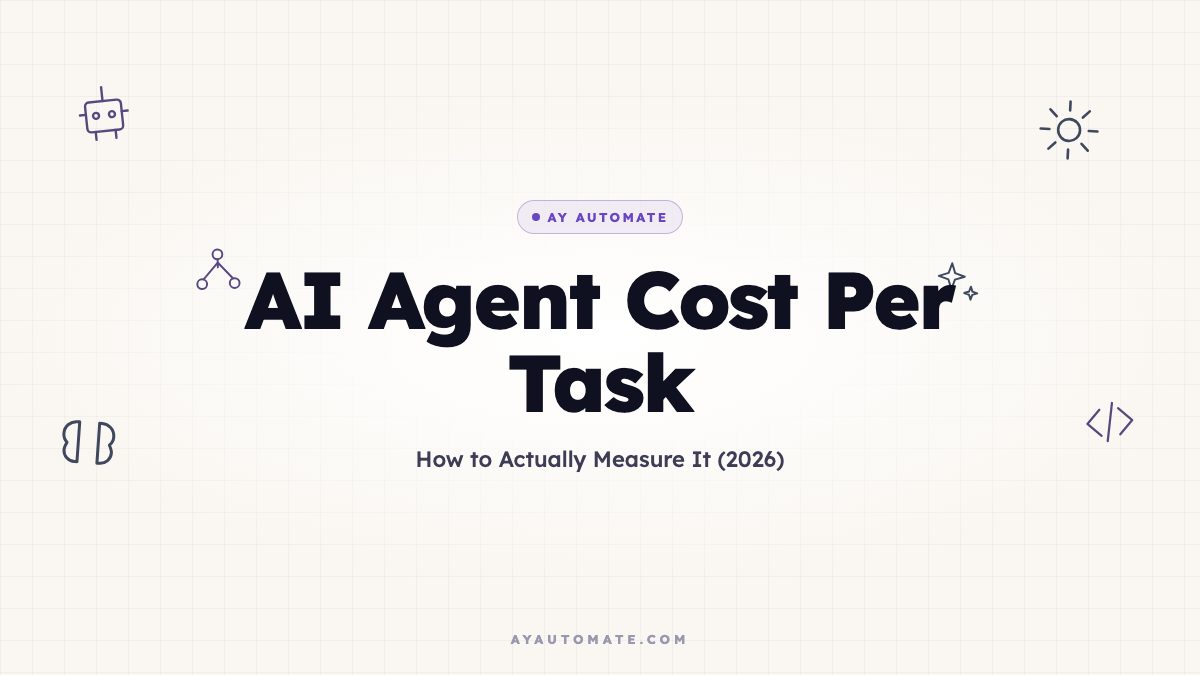 AY AUTOMATE
AI Agent Cost Per
Task
How to Actually Measure It (2026)
AYAUTOMATE.COM